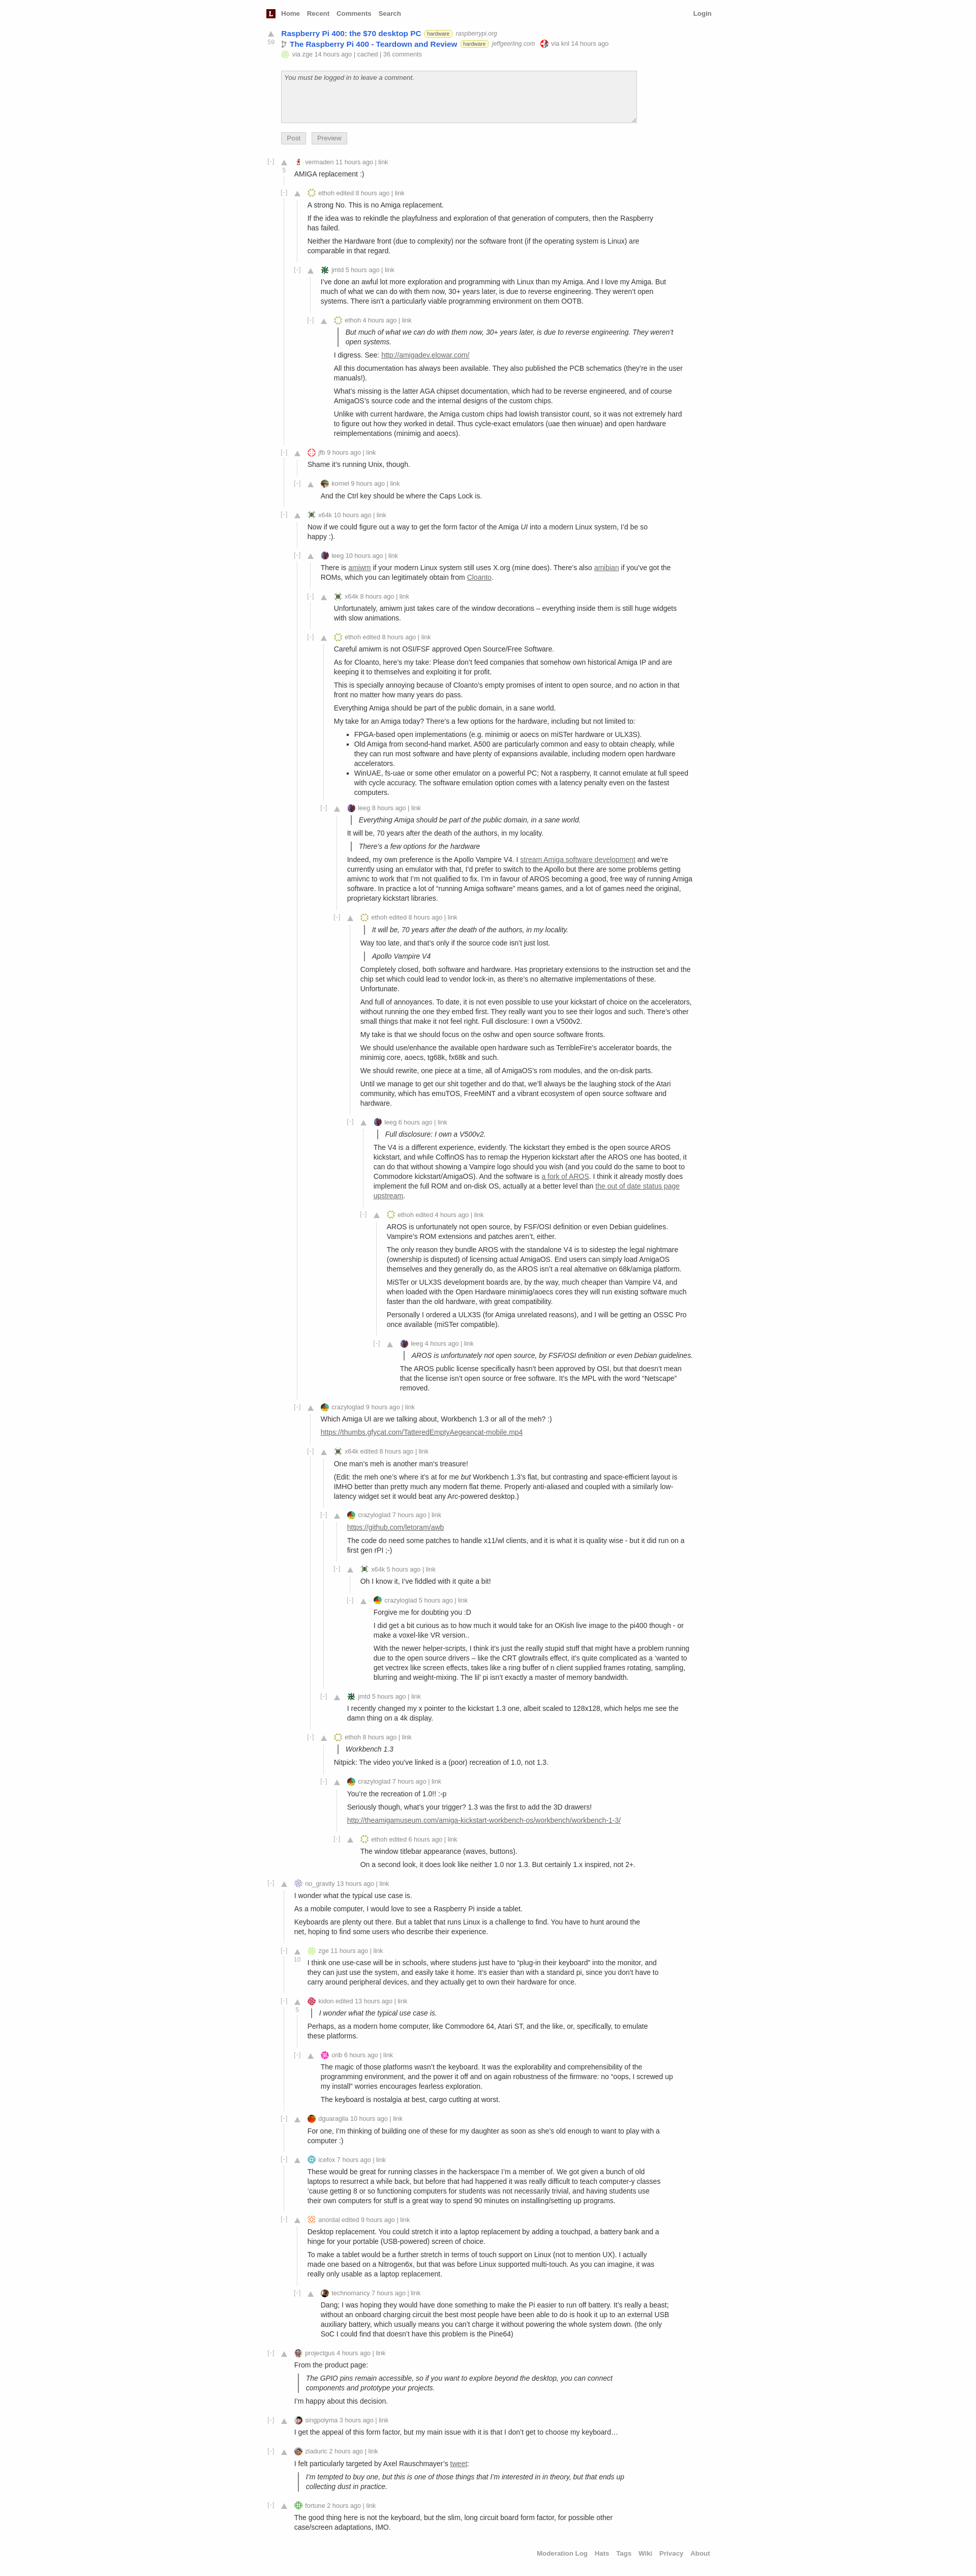 L Home Recent Comments Search Login
Raspberry Pi 400: the $70 desktop PC hardware raspberrypi.org
59
The Raspberry Pi 400 - Teardown and Review hardware jeffgeerling.com via knl 14 hours ago
via zge 14 hours ago | cached | 36 comments
You must be logged in to leave a comment.
Post Preview
[-] vermaden 11 hours ago | link
5
AMIGA replacement :)
[-] ethoh edited 8 hours ago | link
A strong No. This is no Amiga replacement.
If the idea was to rekindle the playfulness and exploration of that generation of computers, then the Raspberry
has failed.
Neither the Hardware front (due to complexity) nor the software front (if the operating system is Linux) are
comparable in that regard.
[-] jmtd 5 hours ago | link
I've done an awful lot more exploration and programming with Linux than my Amiga. And I love my Amiga. But
much of what we can do with them now, 30+ years later, is due to reverse engineering. They weren't open
systems. There isn't a particularly viable programming environment on them OOTB.
[-] ethoh 4 hours ago | link
But much of what we can do with them now, 30+ years later, is due to reverse engineering. They weren't
open systems.
I digress. See: http://amigadev.elowar.com/
All this documentation has always been available. They also published the PCB schematics (they're in the user
manuals!).
What's missing is the latter AGA chipset documentation, which had to be reverse engineered, and of course
AmigaOS's source code and the internal designs of the custom chips.
Unlike with current hardware, the Amiga custom chips had lowish transistor count, so it was not extremely hard
to figure out how they worked in detail. Thus cycle-exact emulators (uae then winuae) and open hardware
reimplementations (minimig and aoecs).
[-] jfb 9 hours ago | link
Shame it's running Unix, though.
[-] kornel 9 hours ago | link
And the Ctrl key should be where the Caps Lock is.
[-] x64k 10 hours ago | link
Now if we could figure out a way to get the form factor of the Amiga UI into a modern Linux system, I'd be so
happy :).
[-] leeg 10 hours ago | link
There is amiwm if your modern Linux system still uses X.org (mine does). There's also amibian if you've got the
ROMs, which you can legitimately obtain from Cloanto.
[-] x64k 8 hours ago | link
Unfortunately, amiwm just takes care of the window decorations – everything inside them is still huge widgets
with slow animations.
[-] ethoh edited 8 hours ago | link
Careful amiwm is not OSI/FSF approved Open Source/Free Software.
As for Cloanto, here's my take: Please don't feed companies that somehow own historical Amiga IP and are
keeping it to themselves and exploiting it for profit.
This is specially annoying because of Cloanto's empty promises of intent to open source, and no action in that
front no matter how many years do pass.
Everything Amiga should be part of the public domain, in a sane world.
My take for an Amiga today? There's a few options for the hardware, including but not limited to:
• FPGA-based open implementations (e.g. minimig or aoecs on miSTer hardware or ULX3S).
• Old Amiga from second-hand market. A500 are particularly common and easy to obtain cheaply, while
they can run most software and have plenty of expansions available, including modern open hardware
accelerators.
• WinUAE, fs-uae or some other emulator on a powerful PC; Not a raspberry, It cannot emulate at full speed
with cycle accuracy. The software emulation option comes with a latency penalty even on the fastest
computers.
[-] leeg 8 hours ago | link
Everything Amiga should be part of the public domain, in a sane world.
It will be, 70 years after the death of the authors, in my locality.
There's a few options for the hardware
Indeed, my own preference is the Apollo Vampire V4. I stream Amiga software development and we're
currently using an emulator with that, I'd prefer to switch to the Apollo but there are some problems getting
amivnc to work that I'm not qualified to fix. I'm in favour of AROS becoming a good, free way of running Amiga
software. In practice a lot of "running Amiga software" means games, and a lot of games need the original,
proprietary kickstart libraries.
[-] ethoh edited 8 hours ago | link
It will be, 70 years after the death of the authors, in my locality.
Way too late, and that's only if the source code isn't just lost.
Apollo Vampire V4
Completely closed, both software and hardware. Has proprietary extensions to the instruction set and the
chip set which could lead to vendor lock-in, as there's no alternative implementations of these.
Unfortunate.
And full of annoyances. To date, it is not even possible to use your kickstart of choice on the accelerators,
without running the one they embed first. They really want you to see their logos and such. There's other
small things that make it not feel right. Full disclosure: I own a V500v2.
My take is that we should focus on the oshw and open source software fronts.
We should use/enhance the available open hardware such as TerribleFire's accelerator boards, the
minimig core, aoecs, tg68k, fx68k and such.
We should rewrite, one piece at a time, all of AmigaOS's rom modules, and the on-disk parts.
Until we manage to get our shit together and do that, we'll always be the laughing stock of the Atari
community, which has emuTOS, FreeMiNT and a vibrant ecosystem of open source software and
hardware.
[-] leeg 6 hours ago | link
Full disclosure: I own a V500v2.
The V4 is a different experience, evidently. The kickstart they embed is the open source AROS
kickstart, and while CoffinOS has to remap the Hyperion kickstart after the AROS one has booted, it
can do that without showing a Vampire logo should you wish (and you could do the same to boot to
Commodore kickstart/AmigaOS). And the software is a fork of AROS. I think it already mostly does
implement the full ROM and on-disk OS, actually at a better level than the out of date status page
upstream.
[-] ethoh edited 4 hours ago | link
AROS is unfortunately not open source, by FSF/OSI definition or even Debian guidelines.
Vampire's ROM extensions and patches aren't, either.
The only reason they bundle AROS with the standalone V4 is to sidestep the legal nightmare
(ownership is disputed) of licensing actual AmigaOS. End users can simply load AmigaOS
themselves and they generally do, as the AROS isn't a real alternative on 68k/amiga platform.
MiSTer or ULX3S development boards are, by the way, much cheaper than Vampire V4, and
when loaded with the Open Hardware minimig/aoecs cores they will run existing software much
faster than the old hardware, with great compatibility.
Personally I ordered a ULX3S (for Amiga unrelated reasons), and I will be getting an OSSC Pro
once available (miSTer compatible).
[-] leeg 4 hours ago | link
AROS is unfortunately not open source, by FSF/OSI definition or even Debian guidelines.
The AROS public license specifically hasn't been approved by OSI, but that doesn't mean
that the license isn't open source or free software. It's the MPL with the word "Netscape"
removed.
[-] crazyloglad 9 hours ago | link
Which Amiga UI are we talking about, Workbench 1.3 or all of the meh? :)
https://thumbs.gfycat.com/TatteredEmptyAegeancat-mobile.mp4
[-] x64k edited 8 hours ago | link
One man's meh is another man's treasure!
(Edit: the meh one's where it's at for me but Workbench 1.3's flat, but contrasting and space-efficient layout is
IMHO better than pretty much any modern flat theme. Properly anti-aliased and coupled with a similarly low-
latency widget set it would beat any Arc-powered desktop.)
[-] crazyloglad 7 hours ago | link
https://github.com/letoram/awb
The code do need some patches to handle x11/wl clients, and it is what it is quality wise - but it did run on a
first gen rPI ;-)
[-] x64k 5 hours ago | link
Oh I know it, I've fiddled with it quite a bit!
[-] crazyloglad 5 hours ago | link
Forgive me for doubting you :D
I did get a bit curious as to how much it would take for an OKish live image to the pi400 though - or
make a voxel-like VR version..
With the newer helper-scripts, I think it's just the really stupid stuff that might have a problem running
due to the open source drivers – like the CRT glowtrails effect, it's quite complicated as a 'wanted to
get vectrex like screen effects, takes like a ring buffer of n client supplied frames rotating, sampling,
blurring and weight-mixing. The lil' pi isn't exactly a master of memory bandwidth.
[-] jmtd 5 hours ago | link
I recently changed my x pointer to the kickstart 1.3 one, albeit scaled to 128x128, which helps me see the
damn thing on a 4k display.
[-] ethoh 8 hours ago | link
Workbench 1.3
Nitpick: The video you've linked is a (poor) recreation of 1.0, not 1.3.
[-] crazyloglad 7 hours ago | link
You're the recreation of 1.0!! :-p
Seriously though, what's your trigger? 1.3 was the first to add the 3D drawers!
http://theamigamuseum.com/amiga-kickstart-workbench-os/workbench/workbench-1-3/
[-] ethoh edited 6 hours ago | link
The window titlebar appearance (waves, buttons).
On a second look, it does look like neither 1.0 nor 1.3. But certainly 1.x inspired, not 2+.
[-] no_gravity 13 hours ago | link
I wonder what the typical use case is.
As a mobile computer, I would love to see a Raspberry Pi inside a tablet.
Keyboards are plenty out there. But a tablet that runs Linux is a challenge to find. You have to hunt around the
net, hoping to find some users who describe their experience.
[-] zge 11 hours ago | link
10
I think one use-case will be in schools, where studens just have to "plug-in their keyboard" into the monitor, and
they can just use the system, and easily take it home. It's easier than with a standard pi, since you don't have to
carry around peripheral devices, and they actually get to own their hardware for once.
[-] kidon edited 13 hours ago | link
5
I wonder what the typical use case is.
Perhaps, as a modern home computer, like Commodore 64, Atari ST, and the like, or, specifically, to emulate
these platforms.
[-] orib 6 hours ago | link
The magic of those platforms wasn't the keyboard. It was the explorability and comprehensibility of the
programming environment, and the power it off and on again robustness of the firmware: no "oops, I screwed up
my install" worries encourages fearless exploration.
The keyboard is nostalgia at best, cargo cutlting at worst.
[-] dguaraglia 10 hours ago | link
For one, I'm thinking of building one of these for my daughter as soon as she's old enough to want to play with a
computer :)
[-] icefox 7 hours ago | link
These would be great for running classes in the hackerspace I'm a member of. We got given a bunch of old
laptops to resurrect a while back, but before that had happened it was really difficult to teach computer-y classes
'cause getting 8 or so functioning computers for students was not necessarily trivial, and having students use
their own computers for stuff is a great way to spend 90 minutes on installing/setting up programs.
[-] anordal edited 9 hours ago | link
Desktop replacement. You could stretch it into a laptop replacement by adding a touchpad, a battery bank and a
hinge for your portable (USB-powered) screen of choice.
To make a tablet would be a further stretch in terms of touch support on Linux (not to mention UX). I actually
made one based on a Nitrogen6x, but that was before Linux supported multi-touch. As you can imagine, it was
really only usable as a laptop replacement.
[-] technomancy 7 hours ago | link
Dang; I was hoping they would have done something to make the Pi easier to run off battery. It's really a beast;
without an onboard charging circuit the best most people have been able to do is hook it up to an external USB
auxiliary battery, which usually means you can't charge it without powering the whole system down. (the only
SoC I could find that doesn't have this problem is the Pine64)
[-] projectgus 4 hours ago | link
From the product page:
The GPIO pins remain accessible, so if you want to explore beyond the desktop, you can connect
components and prototype your projects.
I'm happy about this decision.
[-] singpolyma 3 hours ago | link
I get the appeal of this form factor, but my main issue with it is that I don't get to choose my keyboard…
[-] zladuric 2 hours ago | link
I felt particularly targeted by Axel Rauschmayer's tweet:
I'm tempted to buy one, but this is one of those things that I'm interested in in theory, but that ends up
collecting dust in practice.
[-] fortune 2 hours ago | link
The good thing here is not the keyboard, but the slim, long circuit board form factor, for possible other
case/screen adaptations, IMO.
Moderation Log Hats Tags Wiki Privacy About